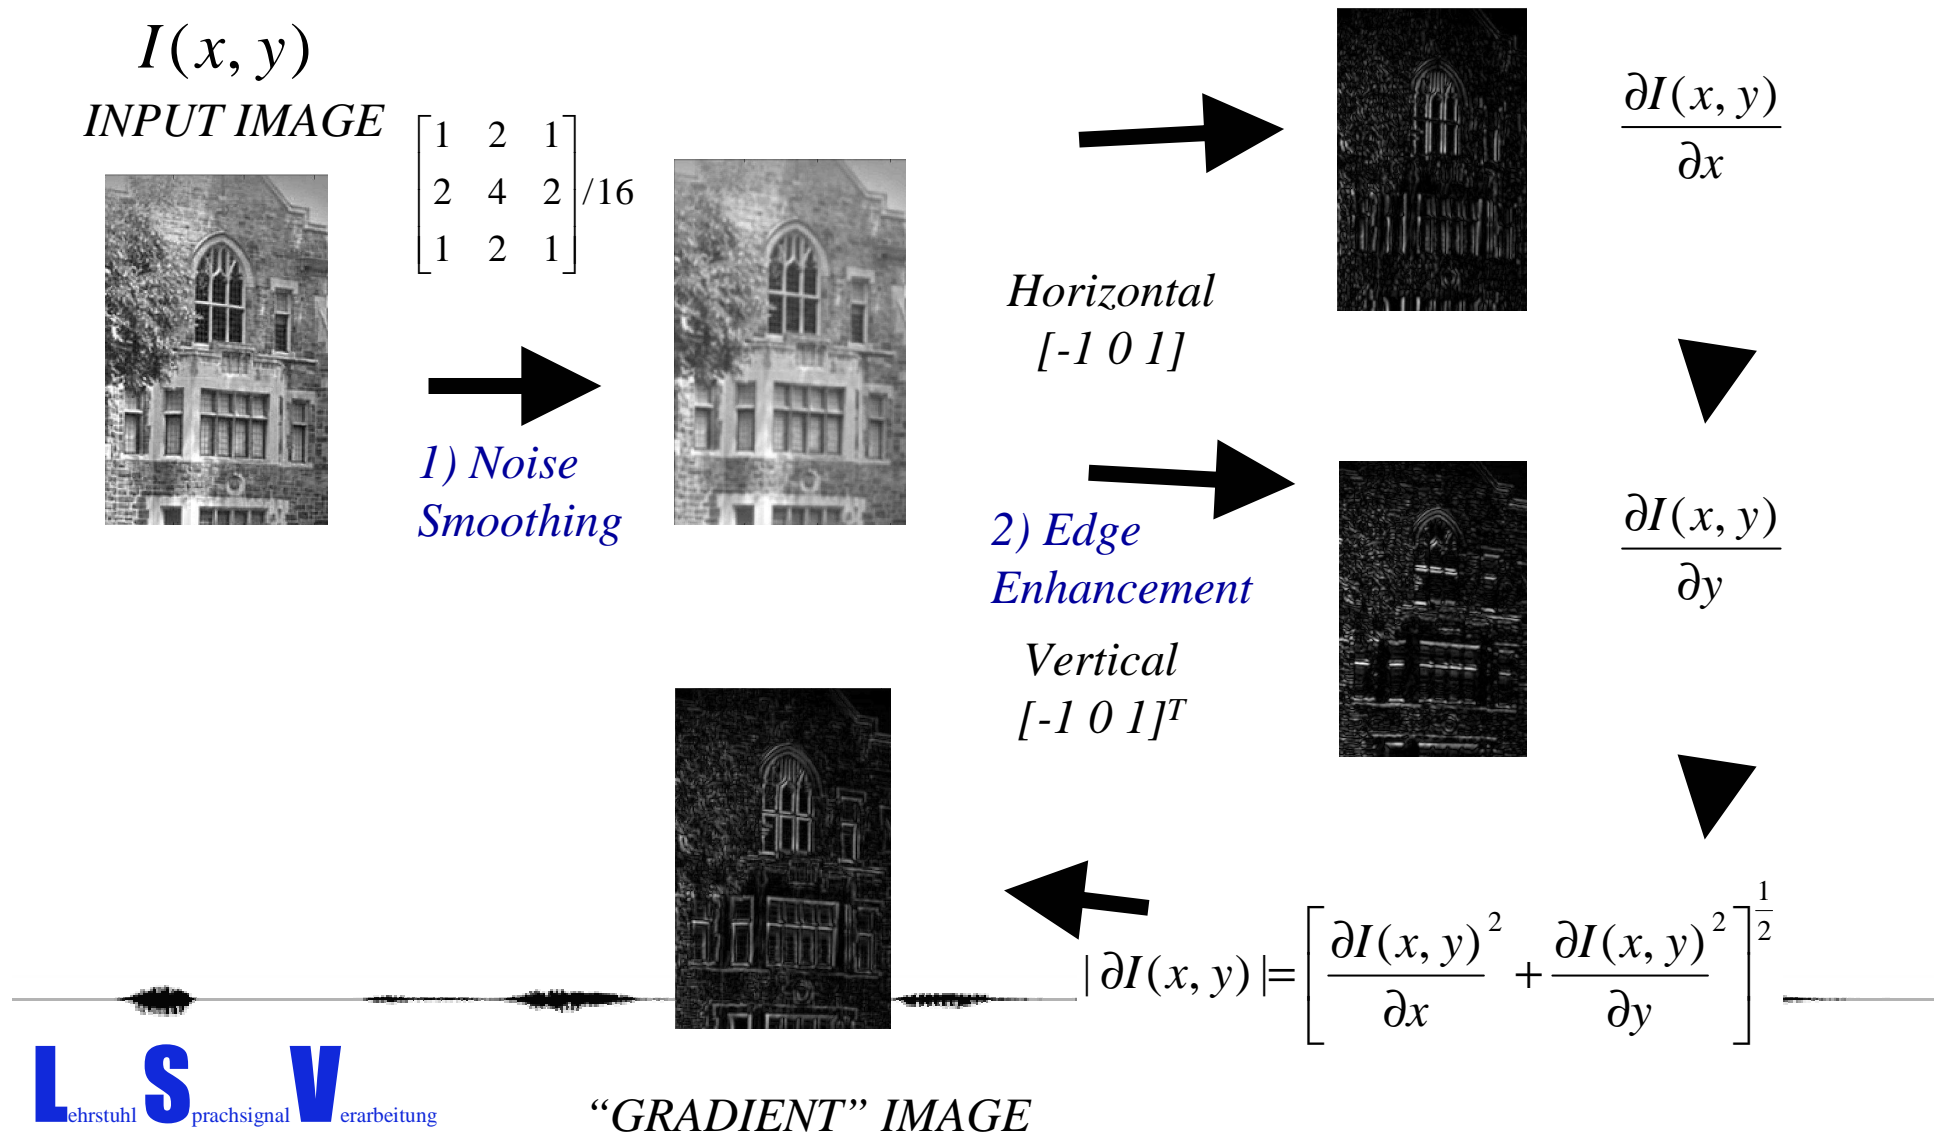 I(x, y)
INPUT IMAGE
[1 2 1]
[2 4 2] /16
[1 2 1]
1) Noise
Smoothing
Horizontal
[-1 0 1]
2) Edge
Enhancement
Vertical
[-1 0 1]^T
∂I(x, y)
∂x
∂I(x, y)
∂y
| ∂I(x, y) |= [ ∂I(x, y)^2 / ∂x + ∂I(x, y)^2 / ∂y ]^(1/2)
Lehrstuhl Sprachsignal Verarbeitung
“GRADIENT” IMAGE